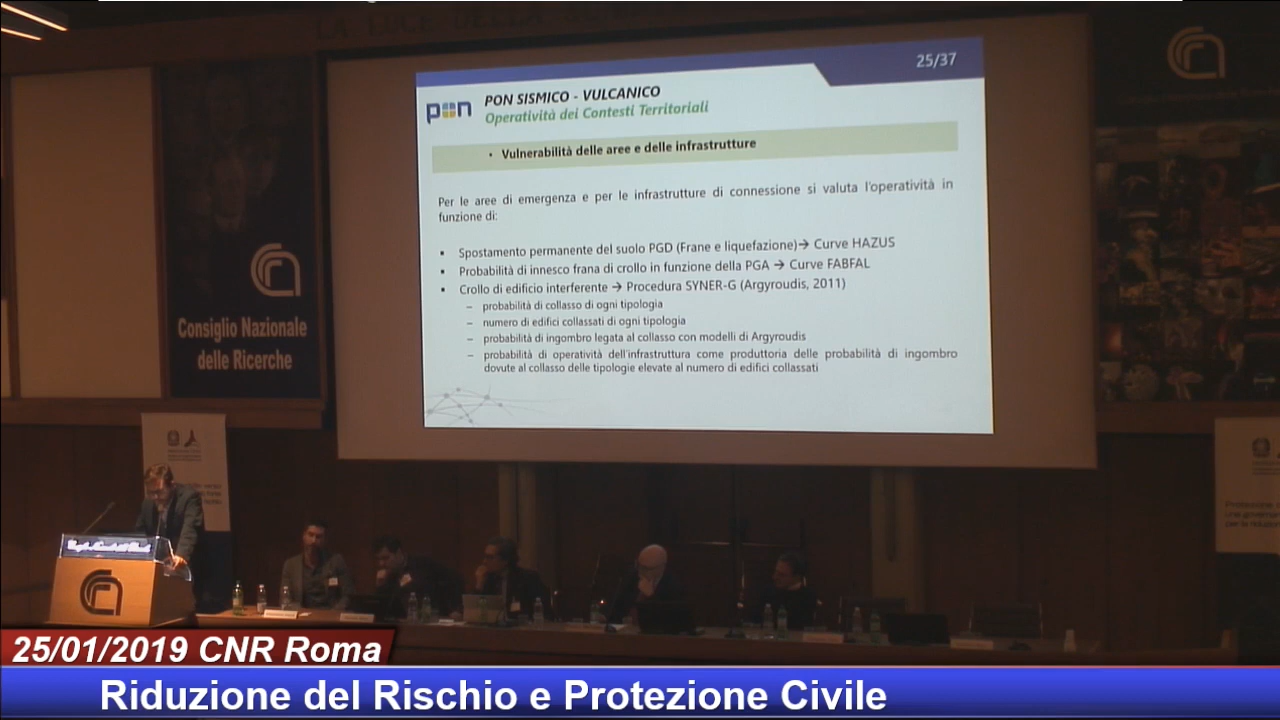 LA LUCE DELLA
25/37
PON SISMICO - VULCANICO
pon
Operatività dei Contesti Territoriali
• Vulnerabilità delle aree e delle infrastrutture
Per le aree di emergenza e per le infrastrutture di connessione si valuta l'operatività in
funzione di:
▪ Spostamento permanente del suolo PGD (Frane e liquefazione)→ Curve HAZUS
▪ Probabilità di innesco frana di crollo in funzione della PGA → Curve FABFAL
▪ Crollo di edificio interferente → Procedura SYNER-G (Argyroudis, 2011)
– probabilità di collasso di ogni tipologia
– numero di edifici collassati di ogni tipologia
– probabilità di ingombro legata al collasso con modelli di Argyroudis
– probabilità di operatività dell'infrastruttura come produttoria delle probabilità di ingombro
dovute al collasso delle tipologie elevate al numero di edifici collassati
Consiglio Nazionale
delle Ricerche
25/01/2019 CNR Roma
Riduzione del Rischio e Protezione Civile